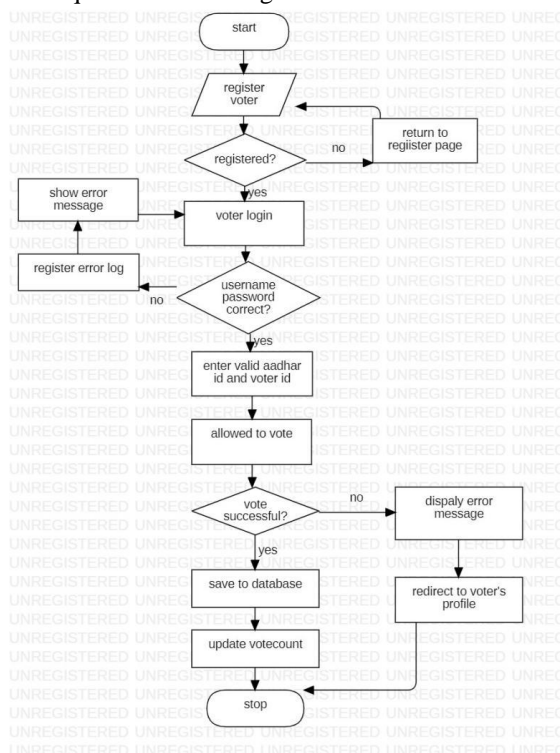 start
register
voter
registered?
no
return to
regiister page
yes
voter login
show error
message
register error log
no
username
password
correct?
yes
enter valid aadhar
id and voter id
allowed to vote
vote
successful?
no
dispaly error
message
yes
save to database
redirect to voter's
profile
update votecount
stop